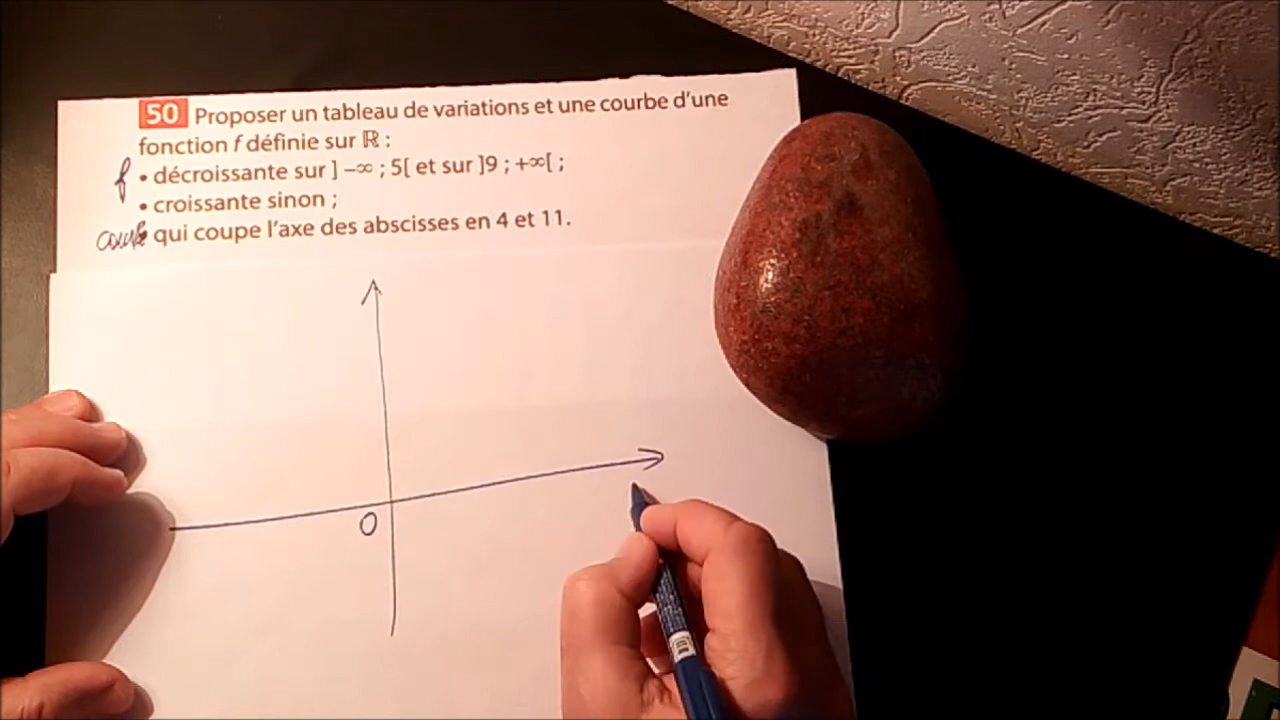 50 Proposer un tableau de variations et une courbe d'une
fonction f définie sur ℝ :
f • décroissante sur ] –∞ ; 5[ et sur ]9 ; +∞[ ;
• croissante sinon ;
courbe qui coupe l'axe des abscisses en 4 et 11.
O